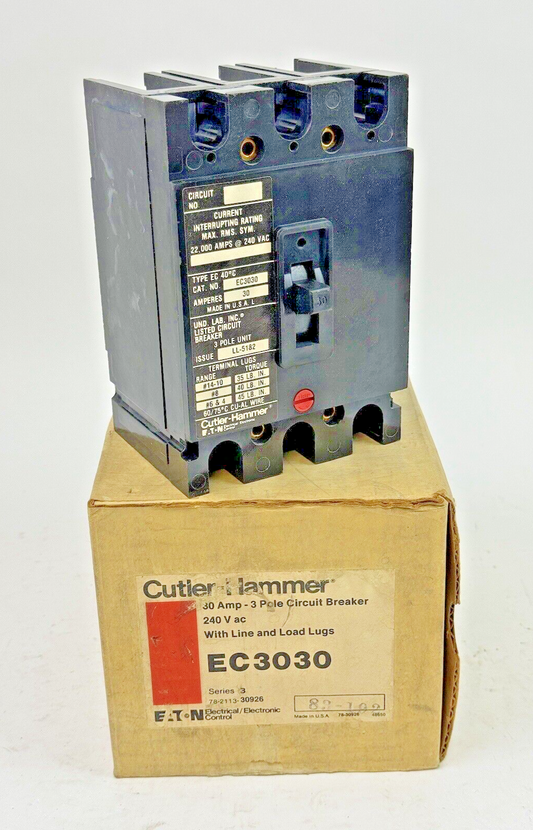 CIRCUIT
NO
CURRENT
INTERRUPTING RATING
MAX. RMS. SYM.
22,000 AMPS @ 240 VAC
TYPE EC 40°C
CAT. NO. EC3030
AMPERES 30
MADE IN U.S.A. L
UND. LAB. INC.®
LISTED CIRCUIT
BREAKER
3 POLE UNIT
ISSUE LL-5182
TERMINAL LUGS
RANGE TORQUE
#14-10 35 LB. IN.
#8 40 LB. IN.
#6 & 4 45 LB. IN.
60/75°C CU-AL WIRE
Cutler-Hammer
EATON
30
Cutler-Hammer®
30 Amp - 3 Pole Circuit Breaker
240 V ac
With Line and Load Lugs
EC3030
Series 3
78-2113-30926
EATON Electrical/Electronic
Control
Made in U.S.A.